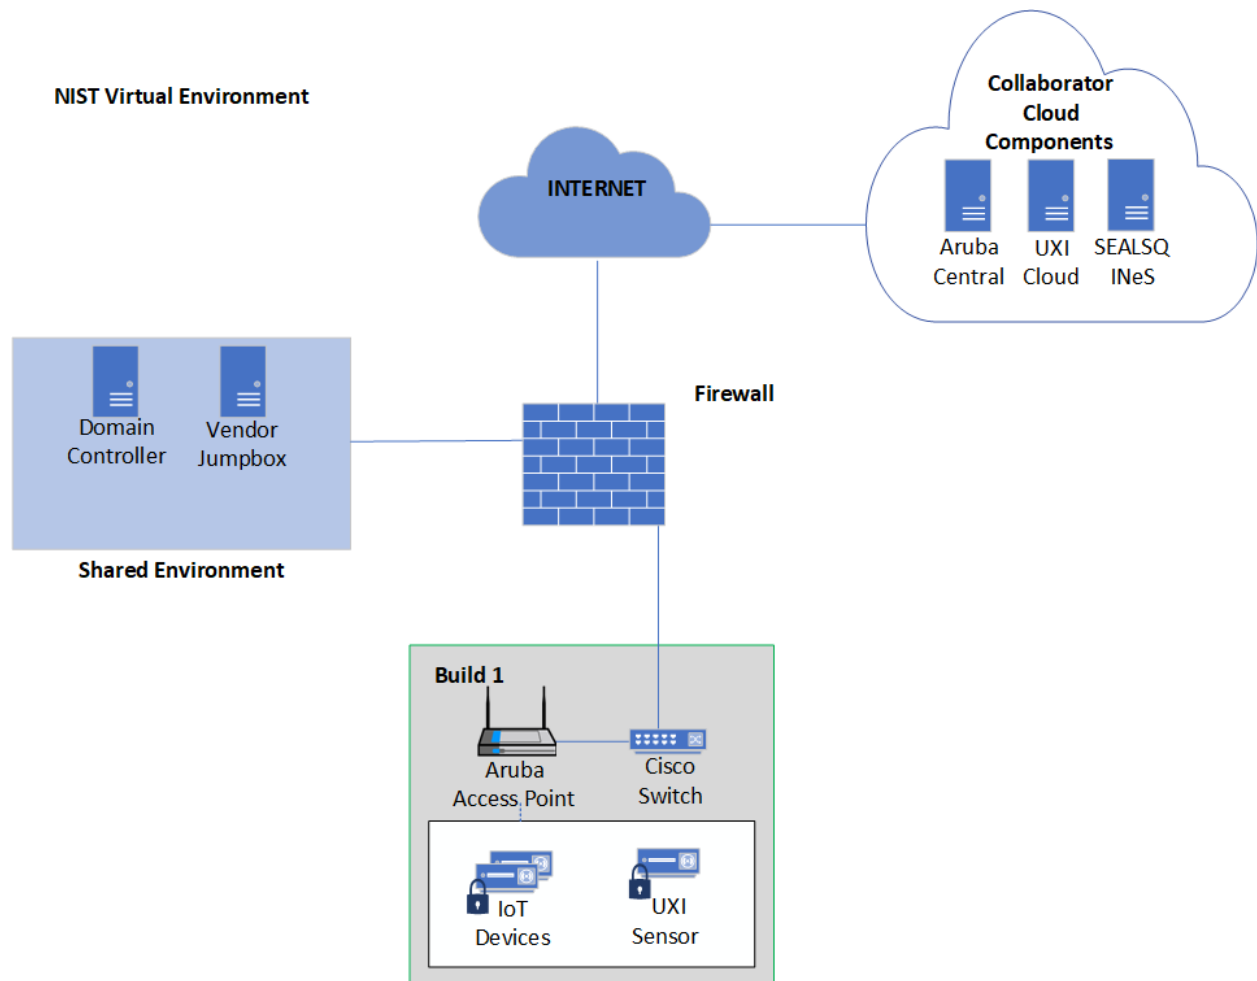 NIST Virtual Environment
Collaborator
Cloud
Components
INTERNET
Aruba
Central
UXI
Cloud
SEALSQ
INeS
Firewall
Domain
Controller
Vendor
Jumpbox
Shared Environment
Build 1
Aruba
Access Point
Cisco
Switch
IoT
Devices
UXI
Sensor